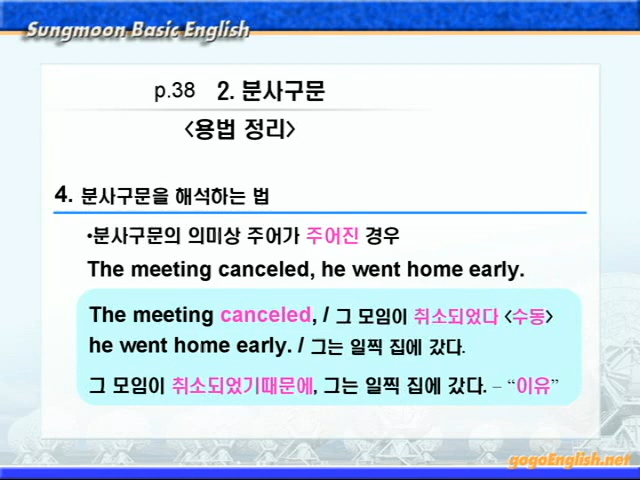 Sungmoon Basic English
p.38 2. 분사구문
<용법 정리>
4. 분사구문을 해석하는 법
•분사구문의 의미상 주어가 주어진 경우
The meeting canceled, he went home early.
The meeting canceled, / 그 모임이 취소되었다 <수동>
he went home early. / 그는 일찍 집에 갔다.
그 모임이 취소되었기때문에, 그는 일찍 집에 갔다. – “이유”
gogoEnglish.net